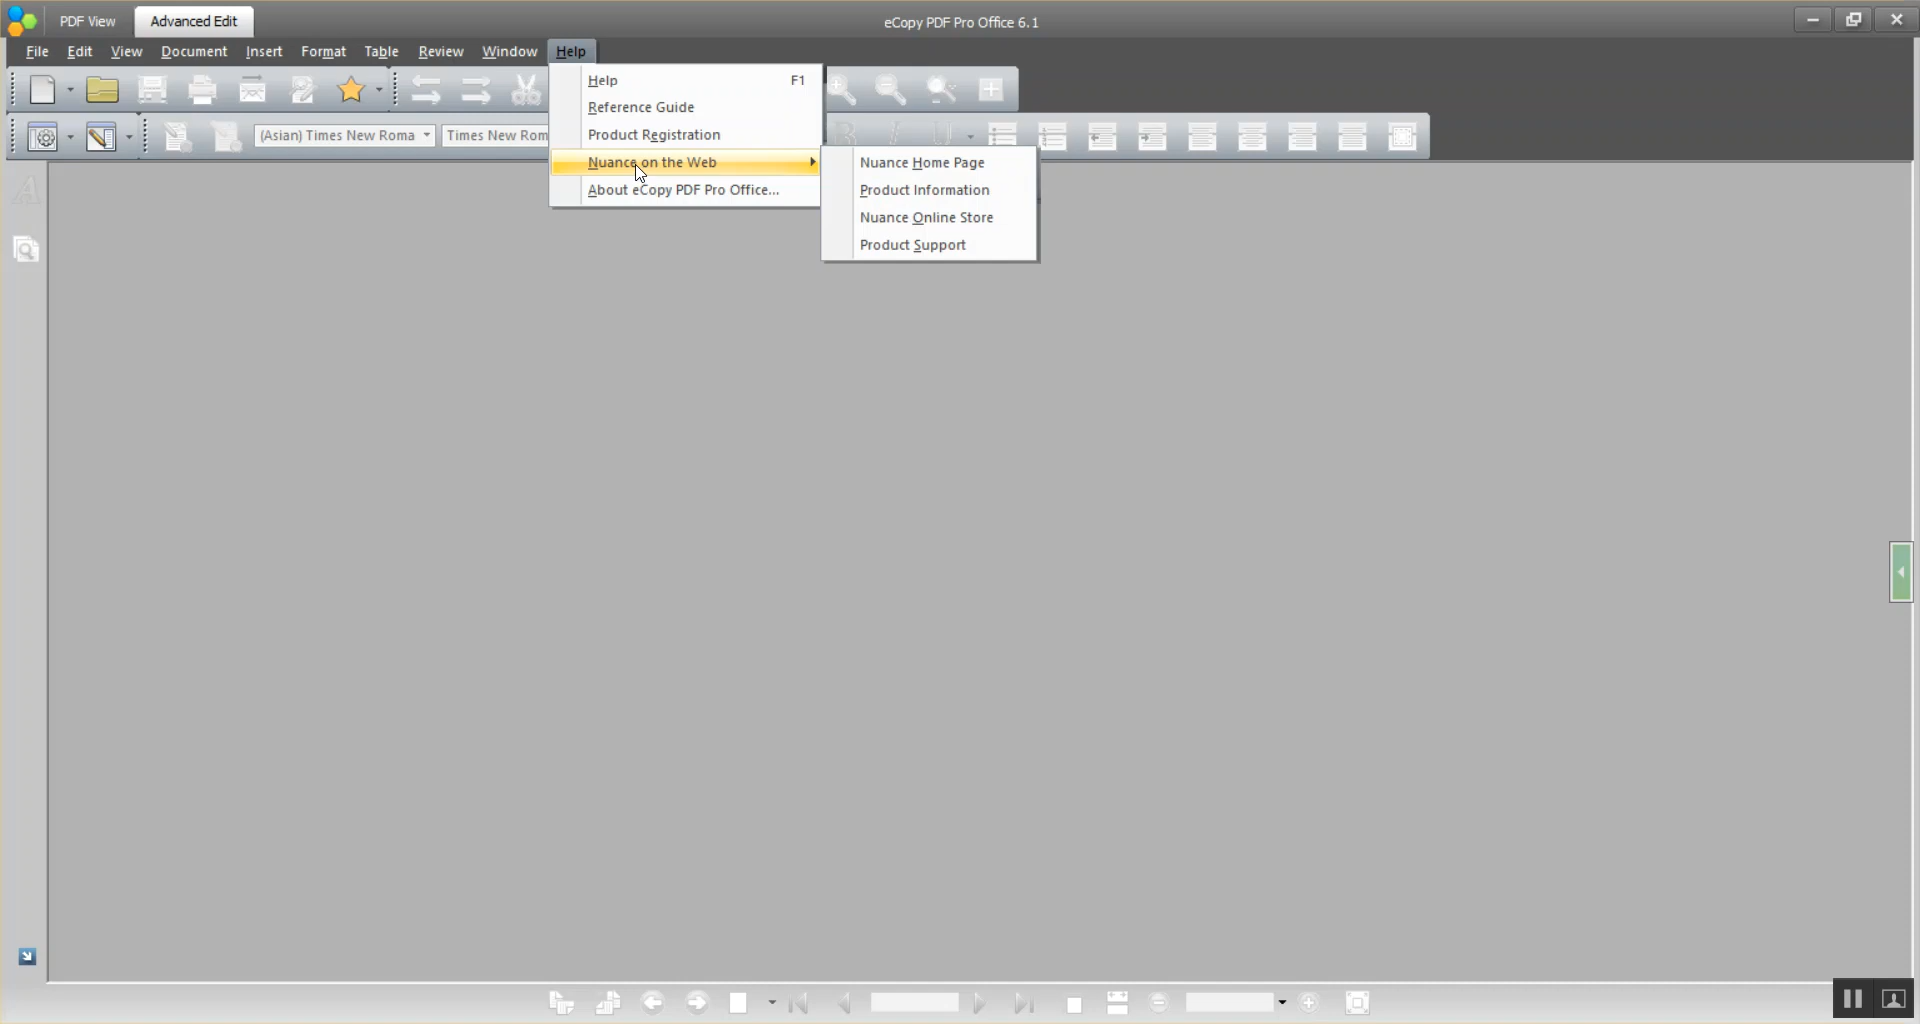 PDF View
Advanced Edit
eCopy PDF Pro Office 6.1
File Edit View Document Insert Format Table Review Window Help
Help F1
Reference Guide
Product Registration
(Asian) Times New Roma
Times New Rom
Nuance on the Web
About eCopy PDF Pro Office...
Nuance Home Page
Product Information
Nuance Online Store
Product Support